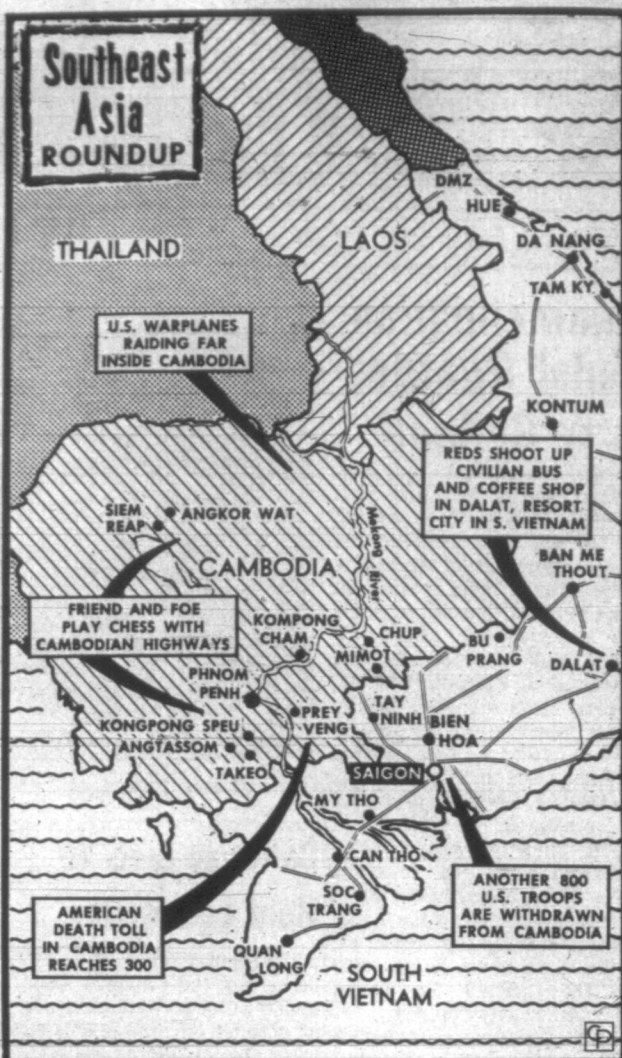 Southeast
Asia
ROUNDUP
DMZ
HUE
THAILAND
LAOS
DA NANG
TAM KY
U.S. WARPLANES
RAIDING FAR
INSIDE CAMBODIA
KONTUM
REDS SHOOT UP
CIVILIAN BUS
AND COFFEE SHOP
IN DALAT, RESORT
CITY IN S. VIETNAM
SIEM
REAP
ANGKOR WAT
Mekong River
CAMBODIA
BAN ME
THOUT
FRIEND AND FOE
PLAY CHESS WITH
CAMBODIAN HIGHWAYS
KOMPONG
CHAM
CHUP
MIMOT
BU
PRANG
DALAT
PHNOM
PENH
PREY
VENG
TAY
NINH
BIEN
HOA
KONGPONG SPEU
ANGTASSOM
TAKEO
SAIGON
MY THO
CAN THO
SOC
TRANG
ANOTHER 800
U.S. TROOPS
ARE WITHDRAWN
FROM CAMBODIA
AMERICAN
DEATH TOLL
IN CAMBODIA
REACHES 300
QUAN
LONG
SOUTH
VIETNAM
CP